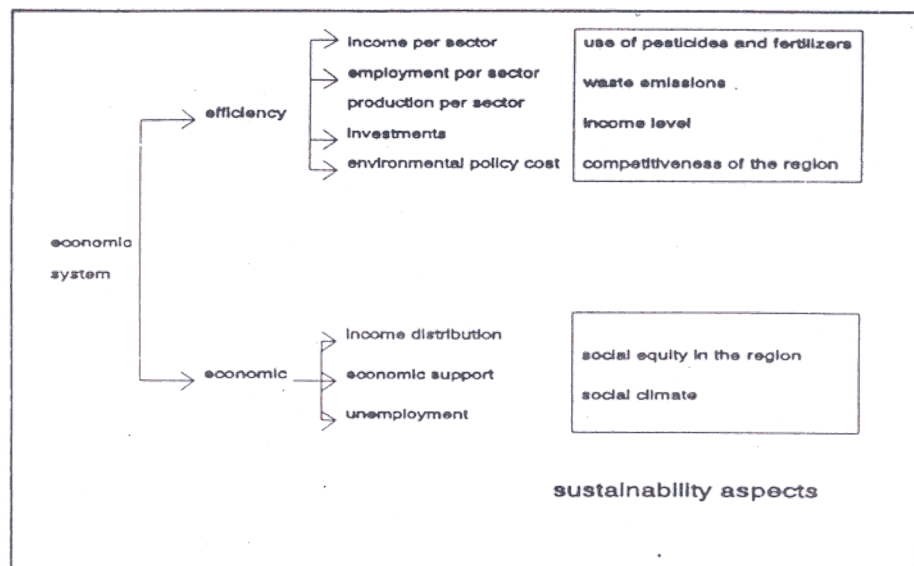 economic
system
efficiency
income per sector
employment per sector
production per sector
investments
environmental policy cost
use of pesticides and fertilizers
waste emissions
income level
competitiveness of the region
economic
income distribution
economic support
unemployment
social equity in the region
social climate
sustainability aspects